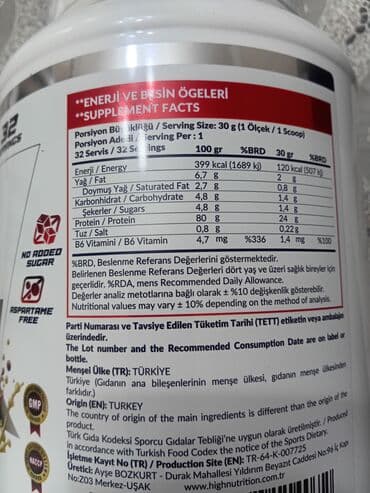 **ENERJİ VE BESİN ÖGELERİ
**SUPPLEMENT FACTS
Porsiyon Büyüklüğü / Serving Size: 30 g (1 Ölçek / 1 Scoop)
Porsiyon Adedi / Serving Per : 1
32 Servis / 32 Servings 100 gr %BRD 30 gr %BRD
Enerji / Energy 399 kcal (1689 kj) 120 kcal (507 kj)
Yağ / Fat 6,7 g 2 g
Doymuş Yağ / Saturated Fat 2,7 g 0,8 g
Karbonhidrat / Carbohydrate 4,8 g 1,4 g
Şekerler / Sugars 4,8 g 1,4 g
Protein / Protein 80 g 24 g
Tuz / Salt 0,8 g 0,22 g
B6 Vitamini / B6 Vitamin 4,7 mg %336 1,4 mg %100
%BRD, Beslenme Referans Değerlerini göstermektedir.
Belirlenen Beslenme Referans Değerleri dört yaş ve üzeri sağlık bireyler için
geçerlidir. %RDA, mens Recommended Daily Allowance.
Değerler analiz metotlarına bağlı olarak ± %10 değişkenlik gösterebilir.
Nutritional values may vary ± 10% depending on the method of analysis.
Parti Numarası ve Tavsiye Edilen Tüketim Tarihi (TETT) etiketin veya ambalajın
üzerindedir.
The Lot number and the Recommended Consumption Date are on label or
bottle.
Menşei Ülke (TR): TÜRKİYE
Türkiye (Gıdanın ana bileşenlerinin menşe ülkesi, gıdanın menşe ülkesinden
farklıdır.)
Origin (EN): TURKEY
The country of origin of the main ingredients is different than the origin of the
product.
Türk Gıda Kodeksi Sporcu Gıdalar Tebliği'ne uygun olarak üretilmiştir. / Produced
in accordance with Turkish Food Codex the notice of the Sports Dietary.
İşletme Kayıt No (TR) / Production Site (EN): TR-64-K-007725
Üretici: Ayşe BOZKURT - Durak Mahallesi Yıldırım Beyazıt Caddesi No:96 İç Kapı
No:Z03 Merkez-UŞAK
www.highnutrition.com
32
NO ADDED
SUGAR
ASPARTAME
FREE
GMP
HACCP